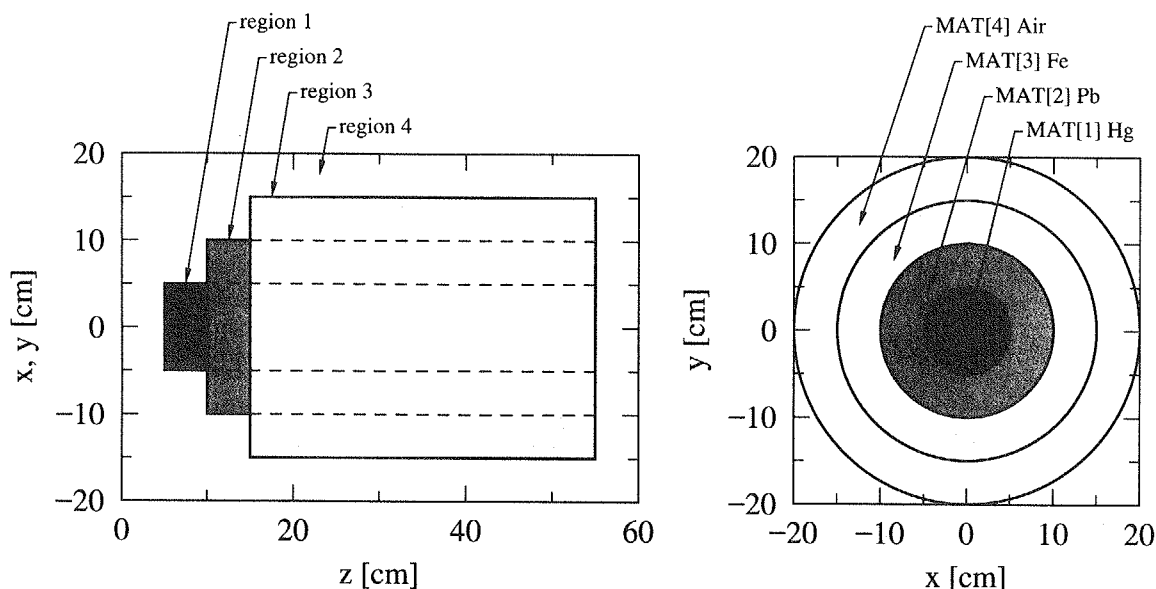 region 1
region 2
region 3
region 4
20
10
0
−10
−20
x, y [cm]
0
20
40
60
z [cm]
MAT[4] Air
MAT[3] Fe
MAT[2] Pb
MAT[1] Hg
20
10
0
−10
−20
y [cm]
−20
−10
0
10
20
x [cm]